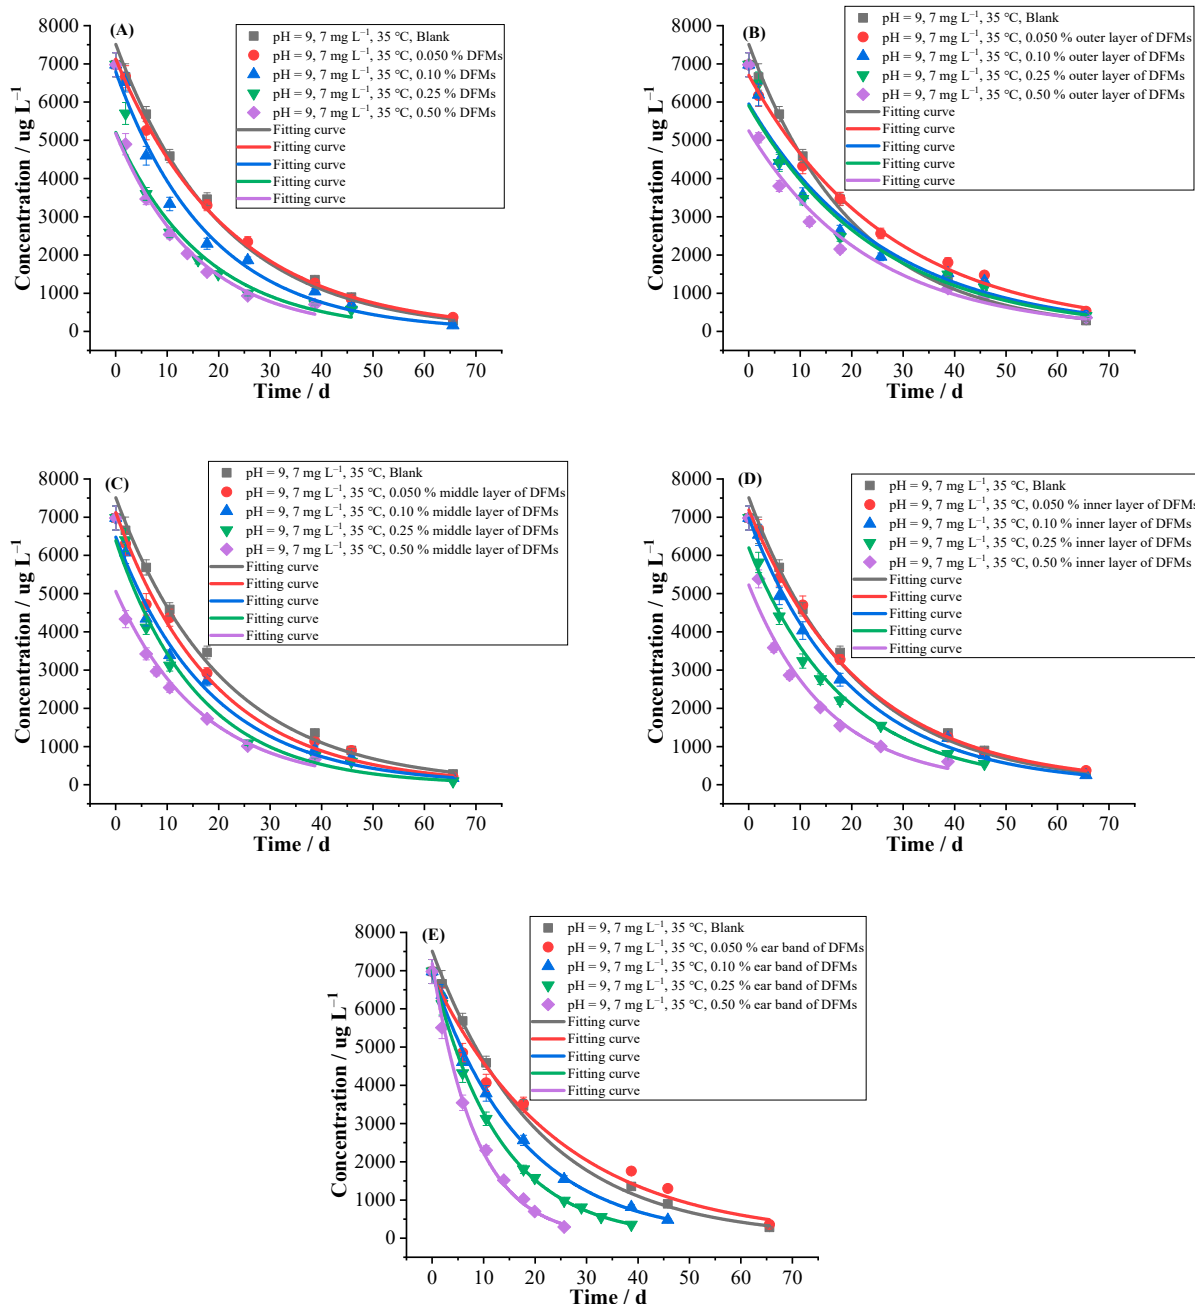 (A)
pH = 9, 7 mg L⁻¹, 35 ℃, Blank
pH = 9, 7 mg L⁻¹, 35 ℃, 0.050 % DFMs
pH = 9, 7 mg L⁻¹, 35 ℃, 0.10 % DFMs
pH = 9, 7 mg L⁻¹, 35 ℃, 0.25 % DFMs
pH = 9, 7 mg L⁻¹, 35 ℃, 0.50 % DFMs
Fitting curve
Fitting curve
Fitting curve
Fitting curve
Fitting curve
8000
7000
6000
5000
4000
3000
2000
1000
0
Concentration / ug L⁻¹
0 10 20 30 40 50 60 70
Time / d
(B)
pH = 9, 7 mg L⁻¹, 35 ℃, Blank
pH = 9, 7 mg L⁻¹, 35 ℃, 0.050 % outer layer of DFMs
pH = 9, 7 mg L⁻¹, 35 ℃, 0.10 % outer layer of DFMs
pH = 9, 7 mg L⁻¹, 35 ℃, 0.25 % outer layer of DFMs
pH = 9, 7 mg L⁻¹, 35 ℃, 0.50 % outer layer of DFMs
Fitting curve
Fitting curve
Fitting curve
Fitting curve
Fitting curve
8000
7000
6000
5000
4000
3000
2000
1000
0
Concentration / ug L⁻¹
0 10 20 30 40 50 60 70
Time / d
(C)
pH = 9, 7 mg L⁻¹, 35 ℃, Blank
pH = 9, 7 mg L⁻¹, 35 ℃, 0.050 % middle layer of DFMs
pH = 9, 7 mg L⁻¹, 35 ℃, 0.10 % middle layer of DFMs
pH = 9, 7 mg L⁻¹, 35 ℃, 0.25 % middle layer of DFMs
pH = 9, 7 mg L⁻¹, 35 ℃, 0.50 % middle layer of DFMs
Fitting curve
Fitting curve
Fitting curve
Fitting curve
Fitting curve
8000
7000
6000
5000
4000
3000
2000
1000
0
Concentration / ug L⁻¹
0 10 20 30 40 50 60 70
Time / d
(D)
pH = 9, 7 mg L⁻¹, 35 ℃, Blank
pH = 9, 7 mg L⁻¹, 35 ℃, 0.050 % inner layer of DFMs
pH = 9, 7 mg L⁻¹, 35 ℃, 0.10 % inner layer of DFMs
pH = 9, 7 mg L⁻¹, 35 ℃, 0.25 % inner layer of DFMs
pH = 9, 7 mg L⁻¹, 35 ℃, 0.50 % inner layer of DFMs
Fitting curve
Fitting curve
Fitting curve
Fitting curve
Fitting curve
8000
7000
6000
5000
4000
3000
2000
1000
0
Concentration / ug L⁻¹
0 10 20 30 40 50 60 70
Time / d
(E)
pH = 9, 7 mg L⁻¹, 35 ℃, Blank
pH = 9, 7 mg L⁻¹, 35 ℃, 0.050 % ear band of DFMs
pH = 9, 7 mg L⁻¹, 35 ℃, 0.10 % ear band of DFMs
pH = 9, 7 mg L⁻¹, 35 ℃, 0.25 % ear band of DFMs
pH = 9, 7 mg L⁻¹, 35 ℃, 0.50 % ear band of DFMs
Fitting curve
Fitting curve
Fitting curve
Fitting curve
Fitting curve
8000
7000
6000
5000
4000
3000
2000
1000
0
Concentration / ug L⁻¹
0 10 20 30 40 50 60 70
Time / d